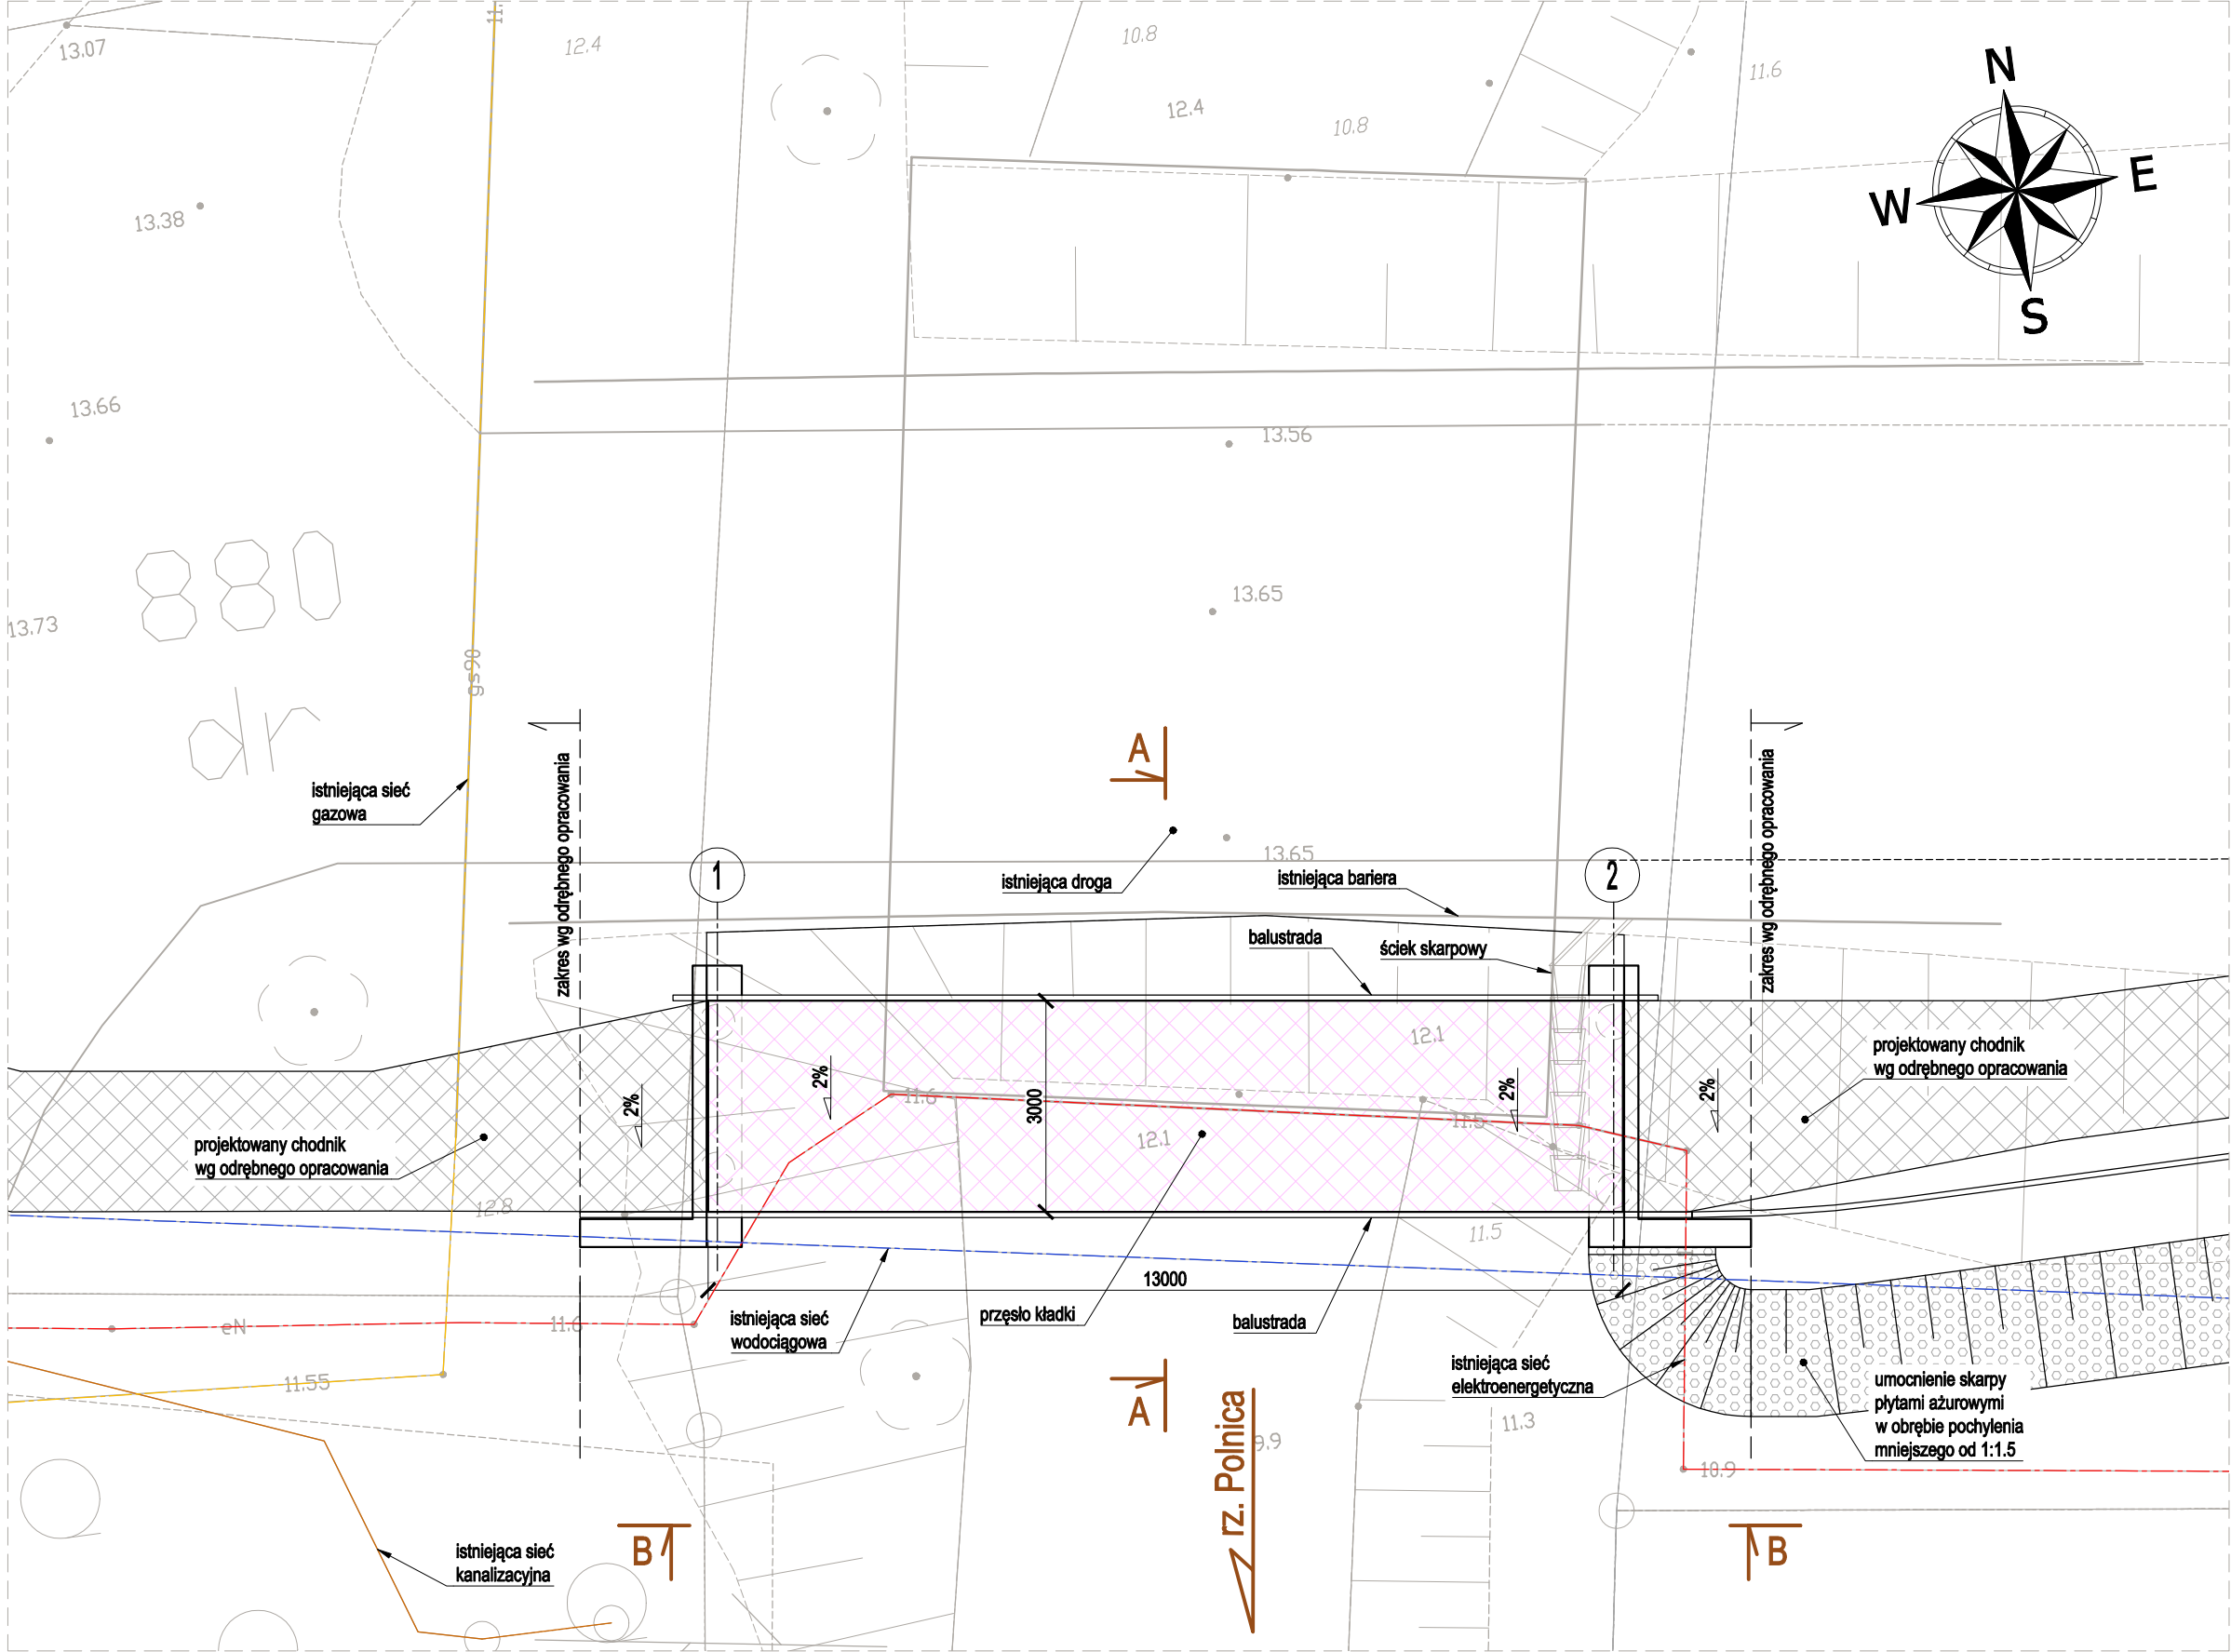 13.07
12.4
10.8
12.4
10.8
11.6
N
E
W
S
13.38
13.66
13.56
880
13.65
13.73
gs90
dr
A
istniejąca sieć
gazowa
zakres wg odrębnego opracowania
zakres wg odrębnego opracowania
1
2
13.65
istniejąca droga
istniejąca bariera
balustrada
ściek skarpowy
12.1
projektowany chodnik
wg odrębnego opracowania
2%
2%
2%
2%
3000
11.6
11.5
12.1
projektowany chodnik
wg odrębnego opracowania
12.8
11.5
13000
istniejąca sieć
wodociągowa
przęsło kładki
balustrada
eN
11.6
11.55
istniejąca sieć
elektroenergetyczna
umocnienie skarpy
płytami ażurowymi
w obrębie pochylenia
mniejszego od 1:1.5
A
rz. Polnica
9.9
11.3
10.9
B
B
istniejąca sieć
kanalizacyjna